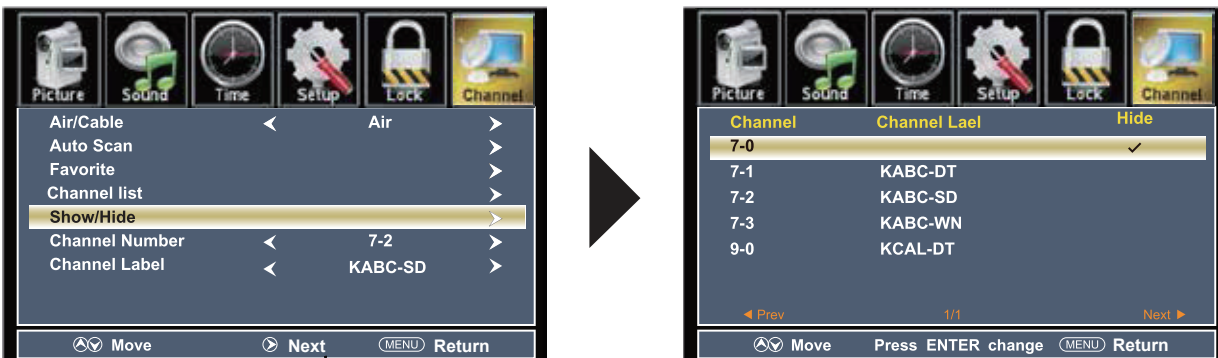 Picture Sound Time Setup Lock Channel
Air/Cable Air
Auto Scan
Favorite
Channel list
Show/Hide
Channel Number 7-2
Channel Label KABC-SD
Move Next MENU Return
Picture Sound Time Setup Lock Channel
Channel Channel Lael Hide
7-0 ✓
7-1 KABC-DT
7-2 KABC-SD
7-3 KABC-WN
9-0 KCAL-DT
◀ Prev 1/1 Next ▶
Move Press ENTER change MENU Return